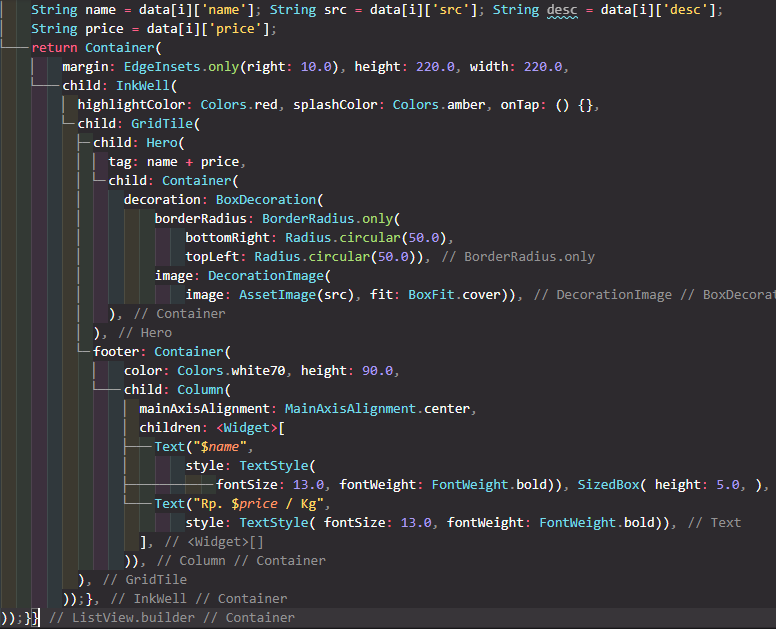 String name = data[i]['name']; String src = data[i]['src']; String desc = data[i]['desc'];
String price = data[i]['price'];
return Container(
margin: EdgeInsets.only(right: 10.0), height: 220.0, width: 220.0,
child: InkWell(
highlightColor: Colors.red, splashColor: Colors.amber, onTap: () {},
child: GridTile(
child: Hero(
tag: name + price,
child: Container(
decoration: BoxDecoration(
borderRadius: BorderRadius.only(
bottomRight: Radius.circular(50.0),
topLeft: Radius.circular(50.0)), // BorderRadius.only
image: DecorationImage(
image: AssetImage(src), fit: BoxFit.cover)), // DecorationImage // BoxDecorat
), // Container
), // Hero
footer: Container(
color: Colors.white70, height: 90.0,
child: Column(
mainAxisAlignment: MainAxisAlignment.center,
children: <Widget>[
Text("$name",
style: TextStyle(
fontSize: 13.0, fontWeight: FontWeight.bold)), SizedBox( height: 5.0, ),
Text("Rp. $price / Kg",
style: TextStyle( fontSize: 13.0, fontWeight: FontWeight.bold)), // Text
], // <Widget>[]
)), // Column // Container
), // GridTile
));}, // InkWell // Container
));}} // ListView.builder // Container